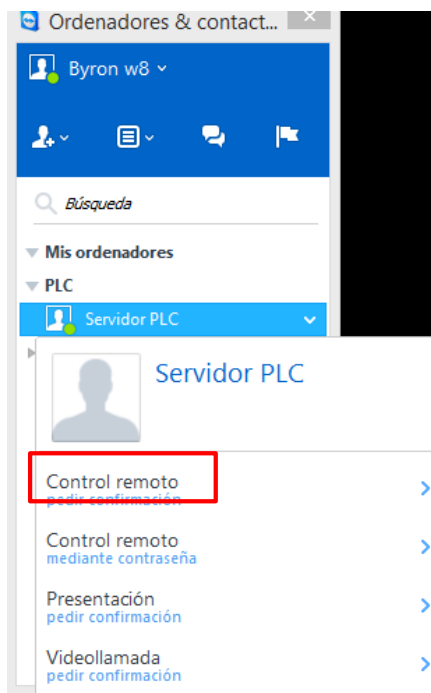 Ordenadores & contact...
Byron w8
Búsqueda
Mis ordenadores
PLC
Servidor PLC
Servidor PLC
Control remoto
pedir confirmación
Control remoto
mediante contraseña
Presentación
pedir confirmación
Videollamada
pedir confirmación